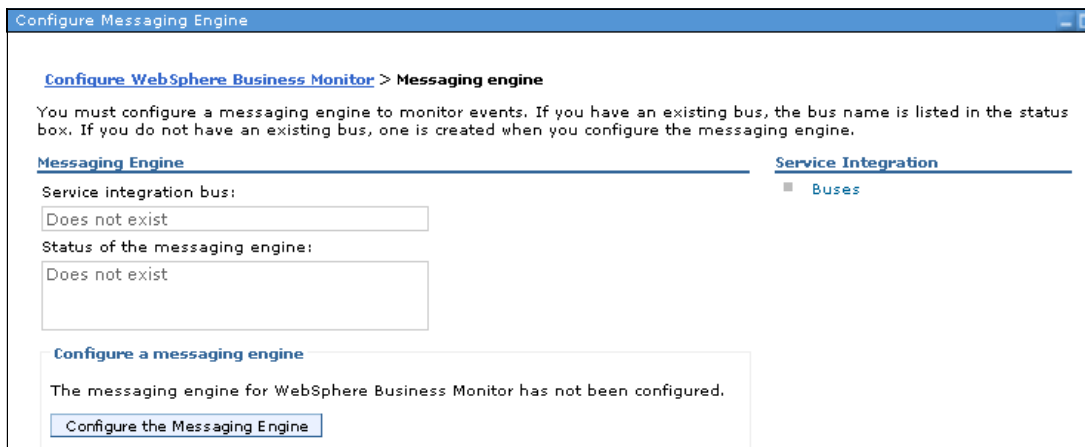 Configure Messaging Engine
Configure WebSphere Business Monitor > Messaging engine
You must configure a messaging engine to monitor events. If you have an existing bus, the bus name is listed in the status
box. If you do not have an existing bus, one is created when you configure the messaging engine.
Messaging Engine
Service integration bus:
Does not exist
Status of the messaging engine:
Does not exist
Configure a messaging engine
The messaging engine for WebSphere Business Monitor has not been configured.
Configure the Messaging Engine
Service Integration
Buses